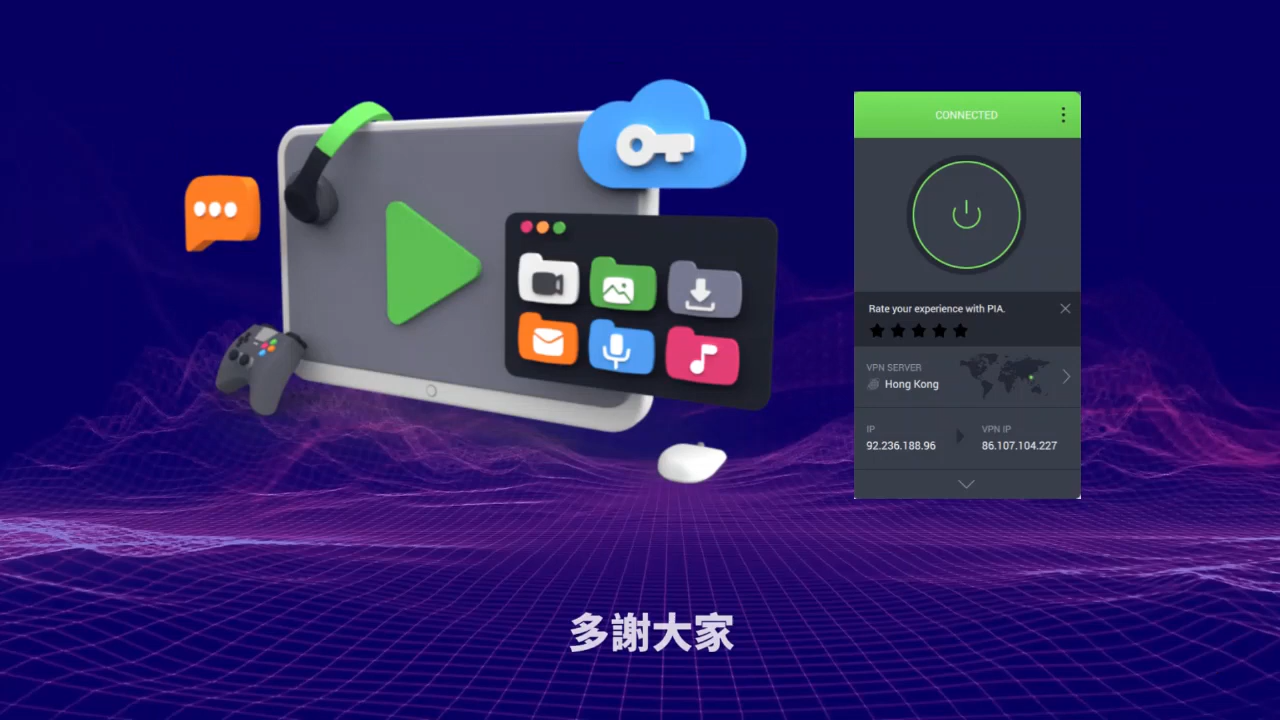 CONNECTED
Rate your experience with PIA.
VPN SERVER
Hong Kong
IP
92.236.188.96
VPN IP
86.107.104.227
多謝大家